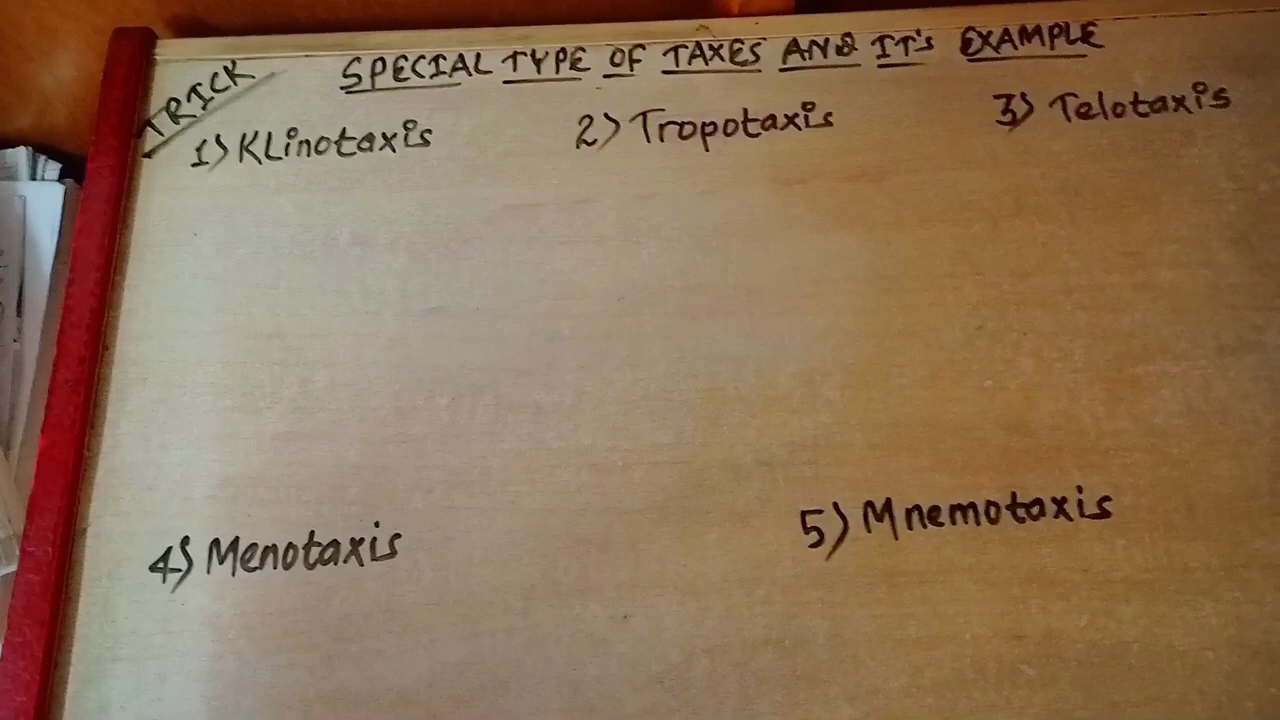 TRICK
SPECIAL TYPE OF TAXES AND IT's EXAMPLE
1) KLinotaxis
2) Tropotaxis
3) Telotaxis
4) Menotaxis
5) Mnemotaxis